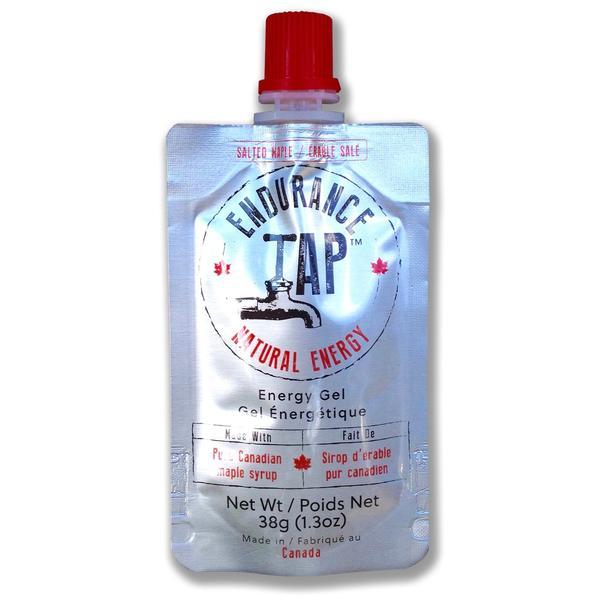 SALTED MAPLE / ÉRABLE SALÉ
ENDURANCE
TAP™
NATURAL ENERGY
Energy Gel
Gel Énergétique
Made With
Fait De
Pure Canadian
maple syrup
Sirop d'érable
pur canadien
Net Wt / Poids Net
38g (1.3oz)
Made in / Fabriqué au
Canada